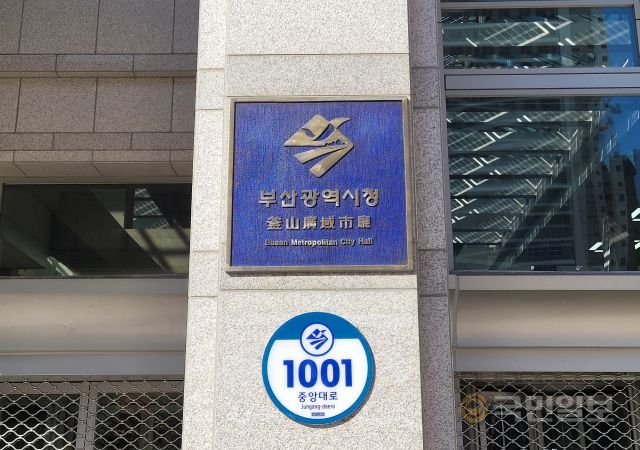 부산광역시청
釜山廣域市廳
Busan Metropolitan City Hall
1001
중앙대로
Jungang-daero
국민일보